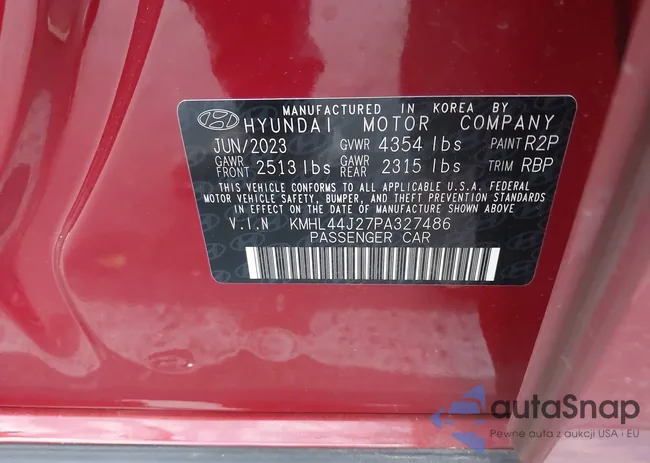 MANUFACTURED IN KOREA BY
HYUNDAI MOTOR COMPANY
JUN/2023 GVWR 4354 lbs PAINT R2P
GAWR FRONT 2513 lbs GAWR REAR 2315 lbs TRIM RBP
THIS VEHICLE CONFORMS TO ALL APPLICABLE U.S.A. FEDERAL
MOTOR VEHICLE SAFETY, BUMPER, AND THEFT PREVENTION STANDARDS
IN EFFECT ON THE DATE OF MANUFACTURE SHOWN ABOVE
V.I.N KMHL44J27PA327486
PASSENGER CAR
autaSnap
Pewne auta z aukcji USA i EU